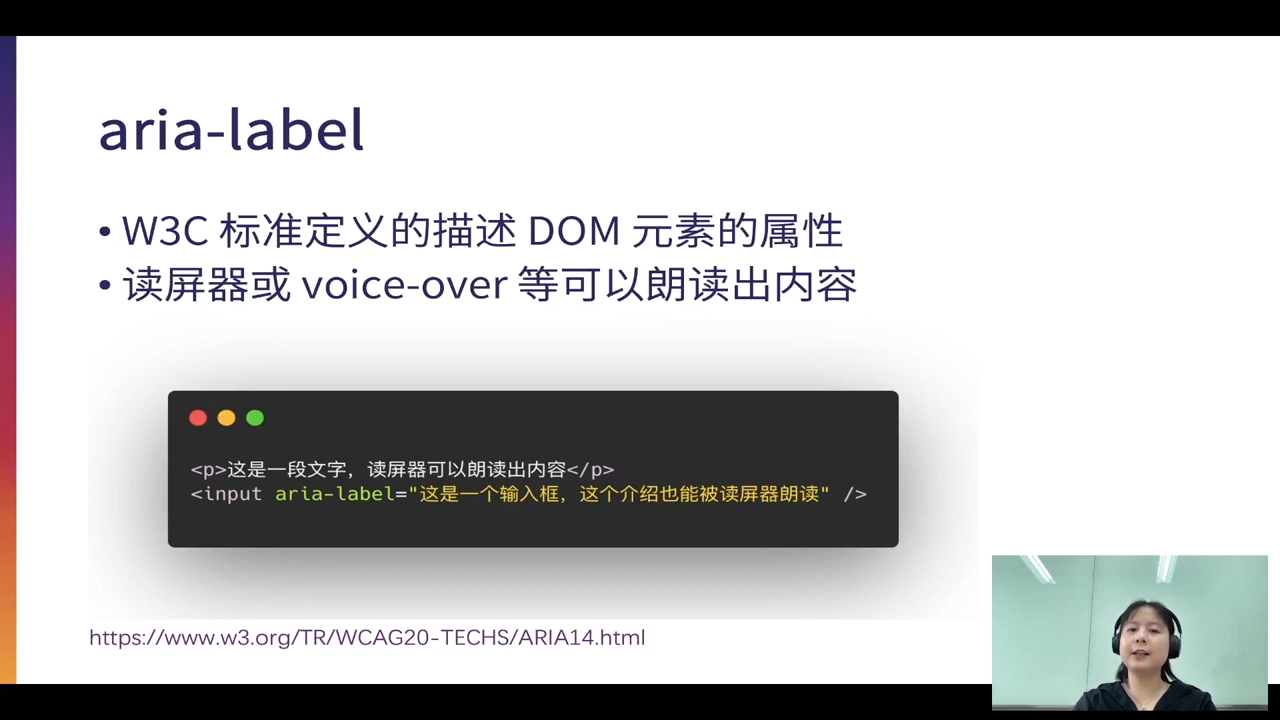 aria-label
• W3C 标准定义的描述 DOM 元素的属性
• 读屏器或 voice-over 等可以朗读出内容
<p>这是一段文字，读屏器可以朗读出内容</p>
<input aria-label="这是一个输入框，这个介绍也能被读屏器朗读" />
https://www.w3.org/TR/WCAG20-TECHS/ARIA14.html